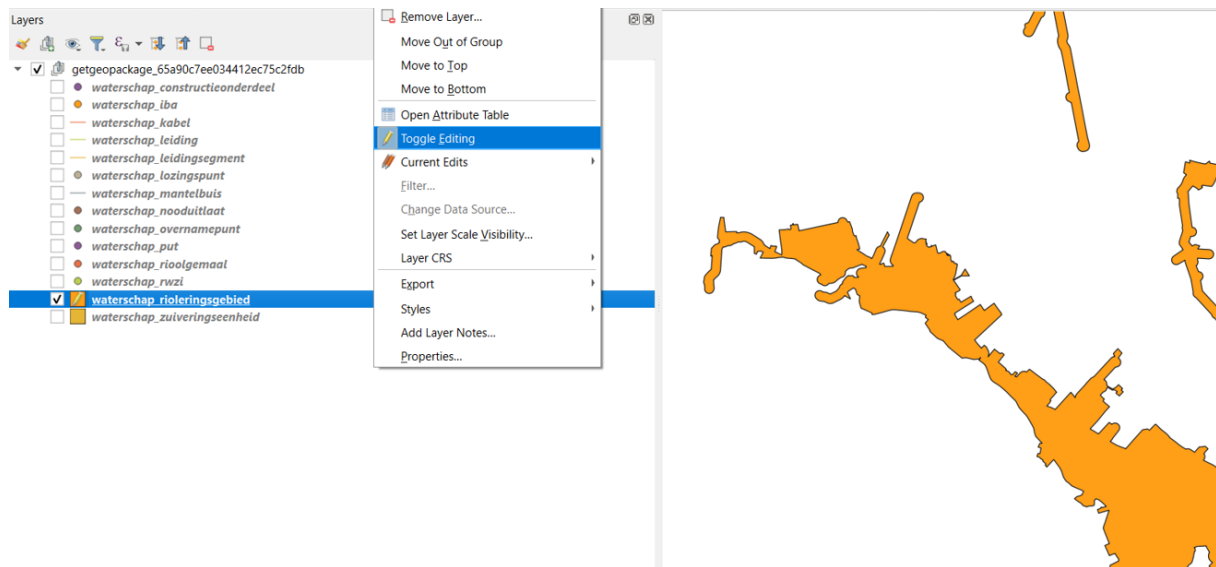 Layers
getgeopackage_65a90c7ee034412ec75c2fdb
waterschap_constructieonderdeel
waterschap_iba
waterschap_kabel
waterschap_leiding
waterschap_leidingsegment
waterschap_lozingspunt
waterschap_mantelbuis
waterschap_nooduitlaat
waterschap_overnamepunt
waterschap_put
waterschap_rioolgemaal
waterschap_rwzi
waterschap_rioleringsgebied
waterschap_zuiveringseenheid
Remove Layer...
Move Out of Group
Move to Top
Move to Bottom
Open Attribute Table
Toggle Editing
Current Edits
Filter...
Change Data Source...
Set Layer Scale Visibility...
Layer CRS
Export
Styles
Add Layer Notes...
Properties...